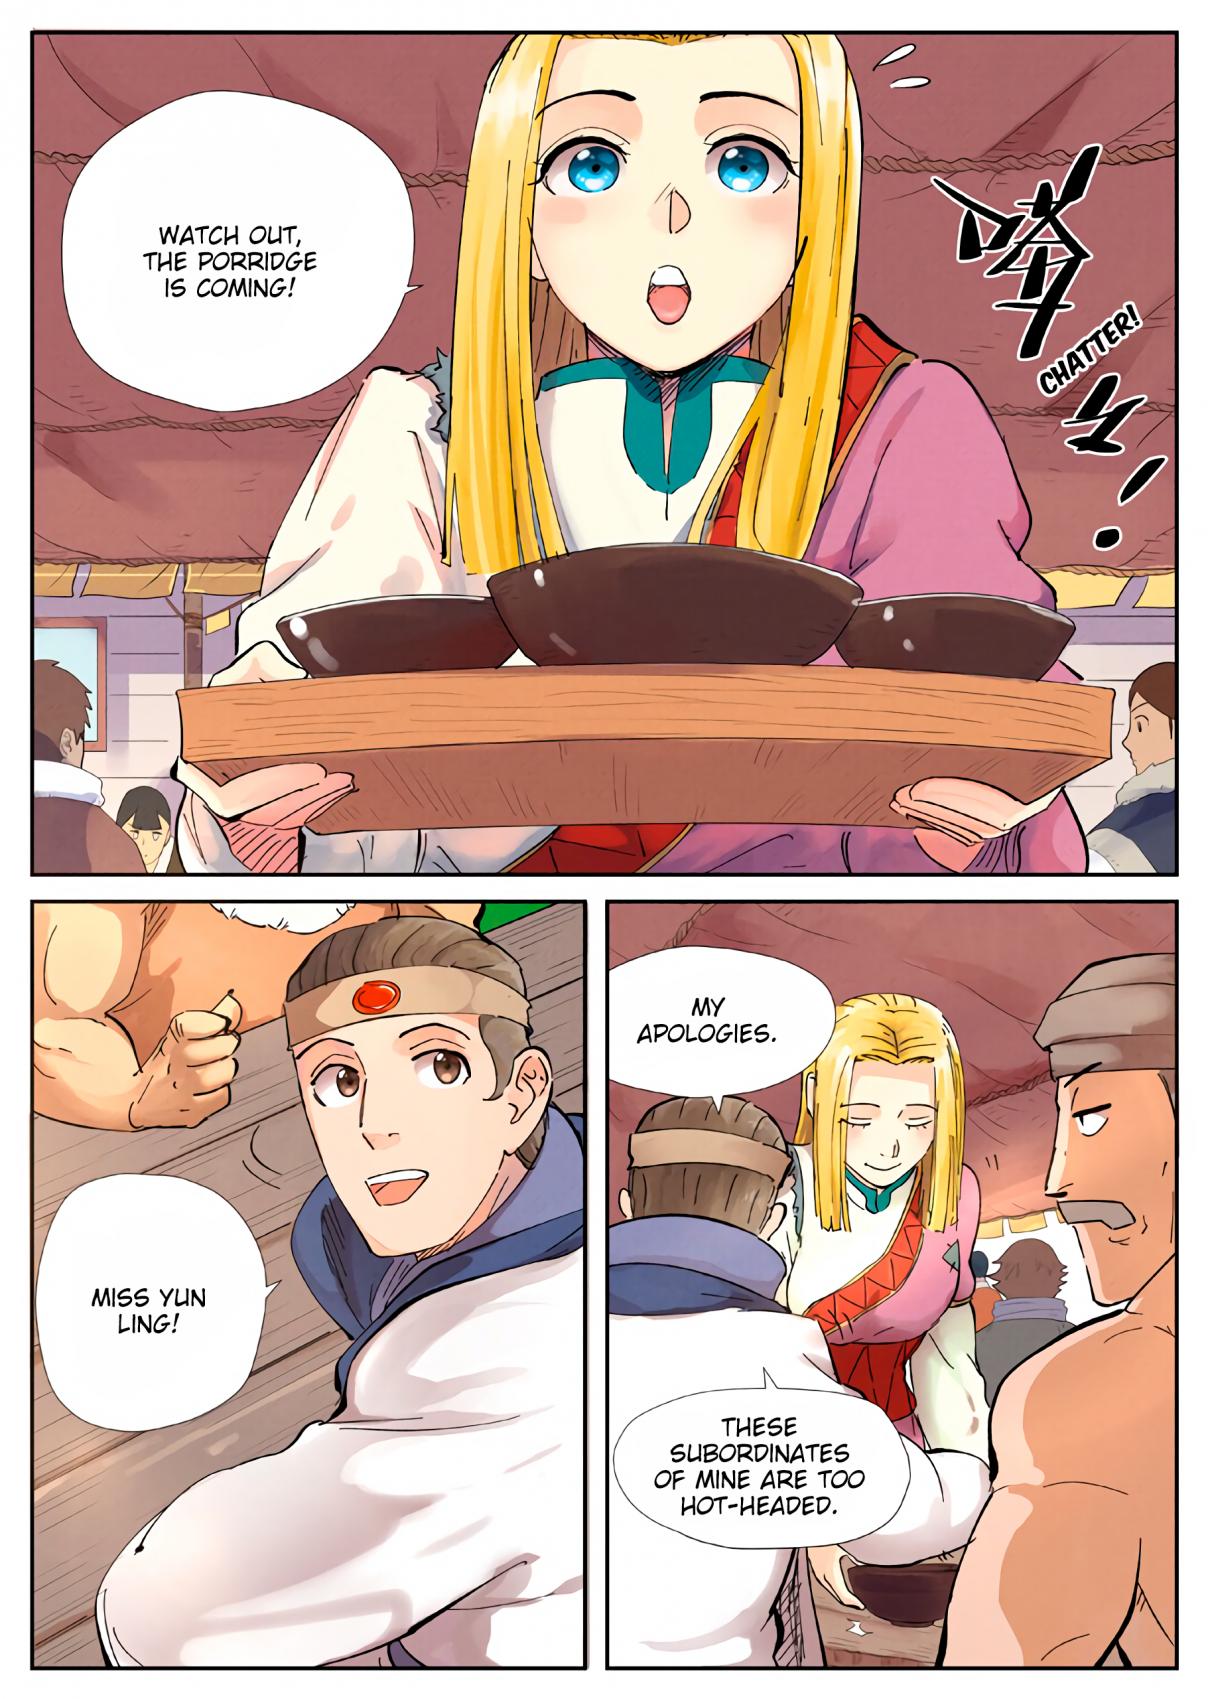 WATCH OUT,
THE PORRIDGE
IS COMING!
嗏
CHATTER!
MISS YUN
LING!
MY
APOLOGIES.
THESE
SUBORDINATES
OF MINE ARE TOO
HOT-HEADED.